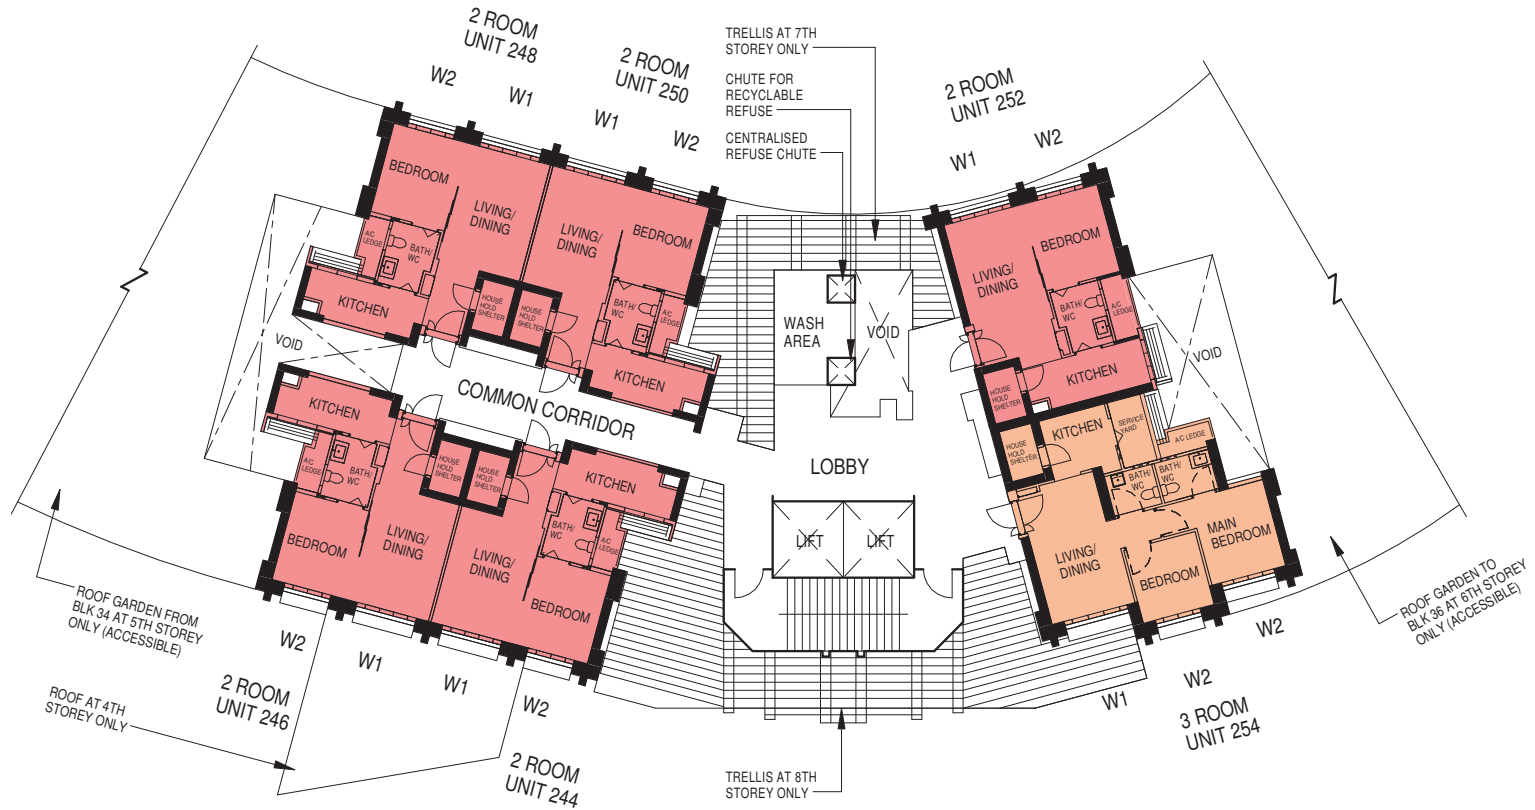 2 ROOM
UNIT 248
W2
W1
2 ROOM
UNIT 250
W1
W2
TRELLIS AT 7TH
STOREY ONLY
CHUTE FOR
RECYCLABLE
REFUSE
CENTRALISED
REFUSE CHUTE
2 ROOM
UNIT 252
W1
W2
BEDROOM
LIVING/
DINING
A/C
LEDGE
BATH/
WC
KITCHEN
HOUSE
HOLD
SHELTER
LIVING/
DINING
BEDROOM
HOUSE
HOLD
SHELTER
BATH/
WC
A/C
LEDGE
KITCHEN
VOID
COMMON CORRIDOR
WASH
AREA
VOID
LOBBY
LIFT
LIFT
BEDROOM
LIVING/
DINING
BATH/
WC
A/C
LEDGE
KITCHEN
HOUSE
HOLD
SHELTER
VOID
KITCHEN
HOUSE
HOLD
SHELTER
A/C
LEDGE
BATH/
WC
BEDROOM
LIVING/
DINING
HOUSE
HOLD
SHELTER
KITCHEN
BATH/
WC
A/C
LEDGE
LIVING/
DINING
BEDROOM
HOUSE
HOLD
SHELTER
KITCHEN
SERVICE
YARD
A/C LEDGE
BATH/
WC
BATH/
WC
LIVING/
DINING
BEDROOM
MAIN
BEDROOM
ROOF GARDEN FROM
BLK 34 AT 5TH STOREY
ONLY (ACCESSIBLE)
ROOF AT 4TH
STOREY ONLY
W2
W1
2 ROOM
UNIT 246
W1
W2
2 ROOM
UNIT 244
TRELLIS AT 8TH
STOREY ONLY
W1
W2
W2
3 ROOM
UNIT 254
ROOF GARDEN TO
BLK 36 AT 6TH STOREY
ONLY (ACCESSIBLE)